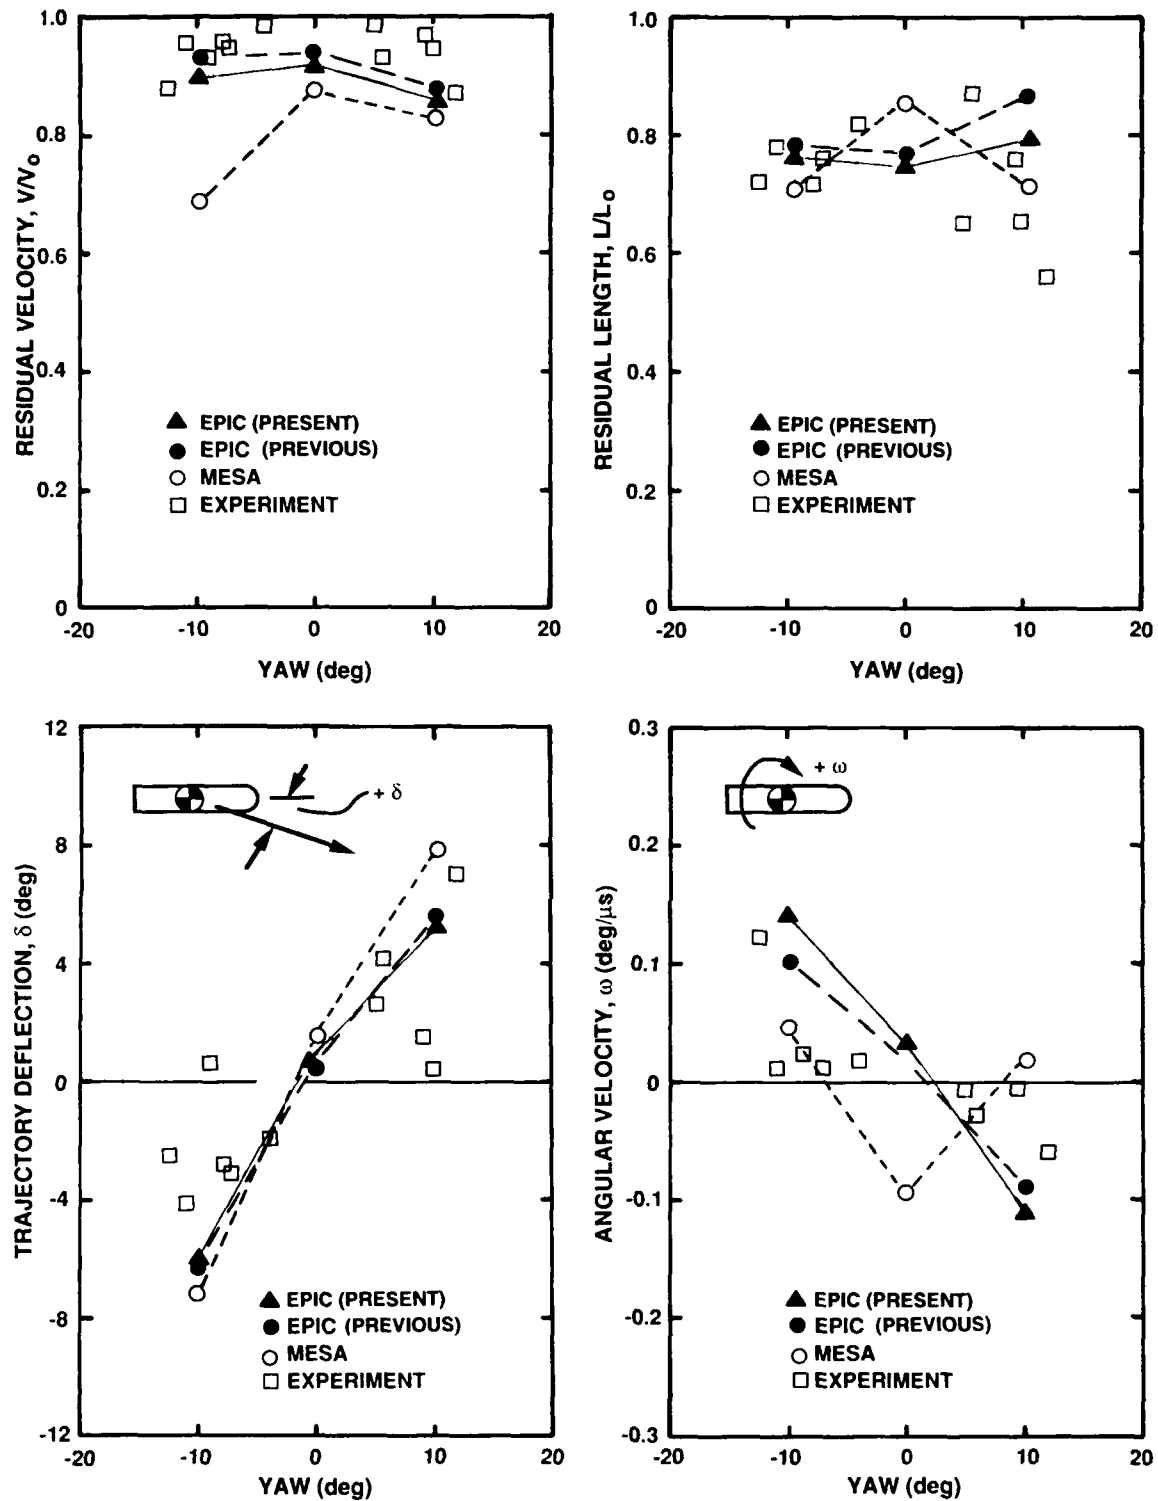 1.0
0.8
0.6
0.4
0.2
0
-20
-10
0
10
20
RESIDUAL VELOCITY, V/Vo
YAW (deg)
EPIC (PRESENT)
EPIC (PREVIOUS)
MESA
EXPERIMENT
1.0
0.8
0.6
0.4
0.2
0
-20
-10
0
10
20
RESIDUAL LENGTH, L/Lo
YAW (deg)
EPIC (PRESENT)
EPIC (PREVIOUS)
MESA
EXPERIMENT
12
8
4
0
-4
-8
-12
-20
-10
0
10
20
TRAJECTORY DEFLECTION, δ (deg)
YAW (deg)
+ δ
EPIC (PRESENT)
EPIC (PREVIOUS)
MESA
EXPERIMENT
0.3
0.2
0.1
0
-0.1
-0.2
-0.3
-20
-10
0
10
20
ANGULAR VELOCITY, ω (deg/μs)
YAW (deg)
+ ω
EPIC (PRESENT)
EPIC (PREVIOUS)
MESA
EXPERIMENT